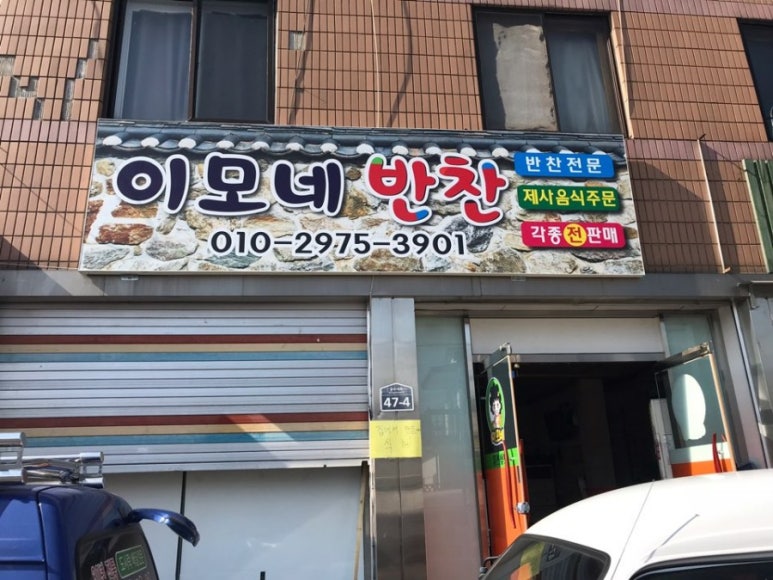 이모네 반찬
010-2975-3901
반찬전문
제사음식주문
각종 전 판매
47-4